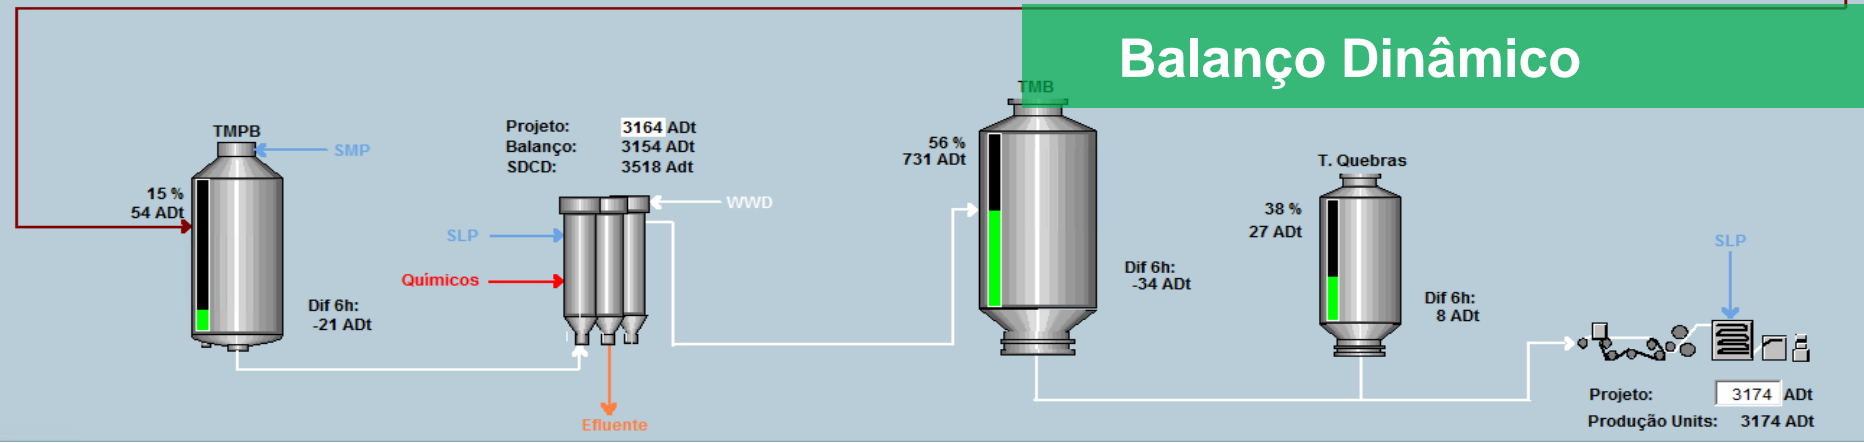 Balanço Dinâmico
TMPB
SMP
15 %
54 ADt
Dif 6h:
-21 ADt
Projeto: 3164 ADt
Balanço: 3154 ADt
SDCD: 3518 Adt
WWD
SLP
Químicos
Efluente
TMB
56 %
731 ADt
Dif 6h:
-34 ADt
T. Quebras
38 %
27 ADt
Dif 6h:
8 ADt
SLP
Projeto: 3174 ADt
Produção Units: 3174 ADt